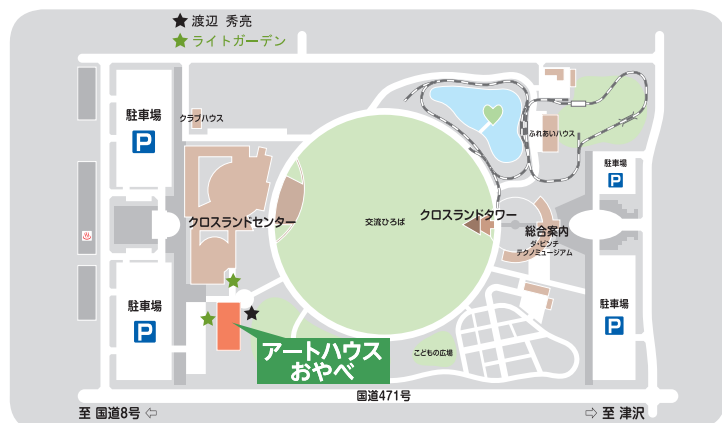 ★ 渡辺 秀亮
★ ライトガーデン
駐車場
P
クラブハウス
ふれあいハウス
駐車場
P
クロスランドセンター
交流ひろば
クロスランドタワー
総合案内
ダ・ビンチ
テクノミュージアム
駐車場
P
駐車場
P
アートハウス
おやべ
こどもの広場
国道471号
至 国道8号 ⇦
⇨ 至 津沢